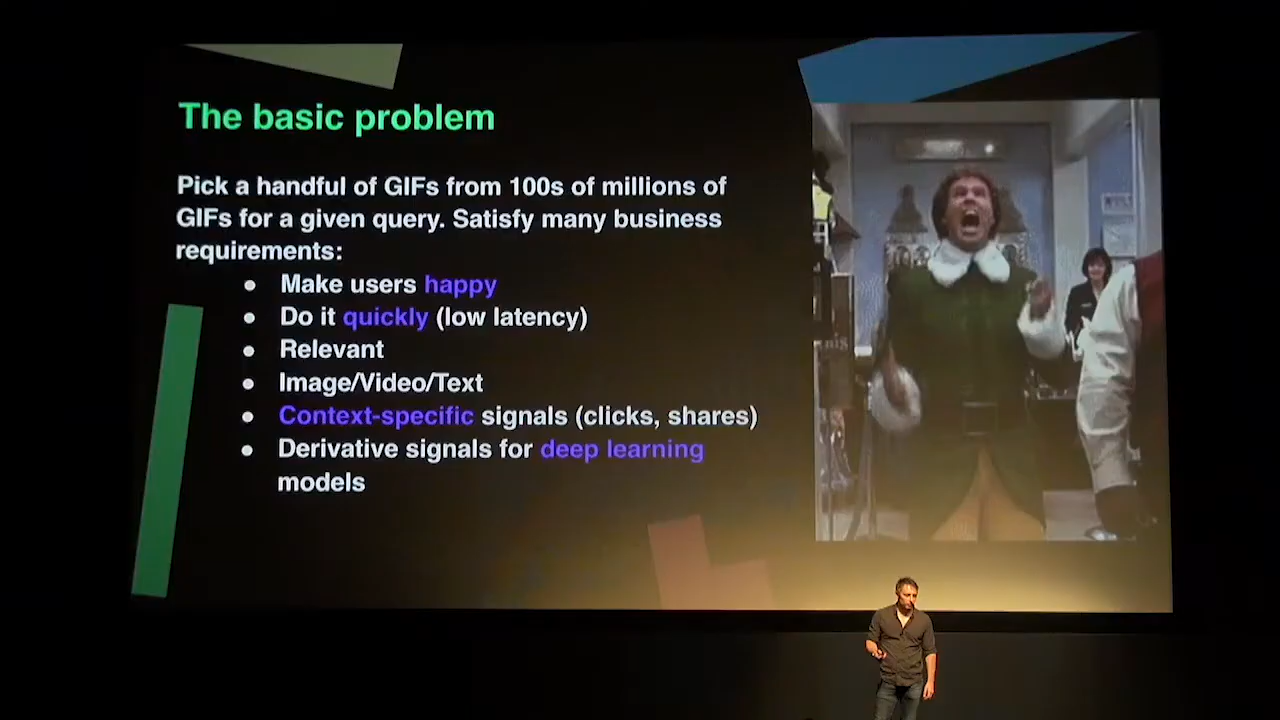 The basic problem
Pick a handful of GIFs from 100s of millions of
GIFs for a given query. Satisfy many business
requirements:
● Make users happy
● Do it quickly (low latency)
● Relevant
● Image/Video/Text
● Context-specific signals (clicks, shares)
● Derivative signals for deep learning
models